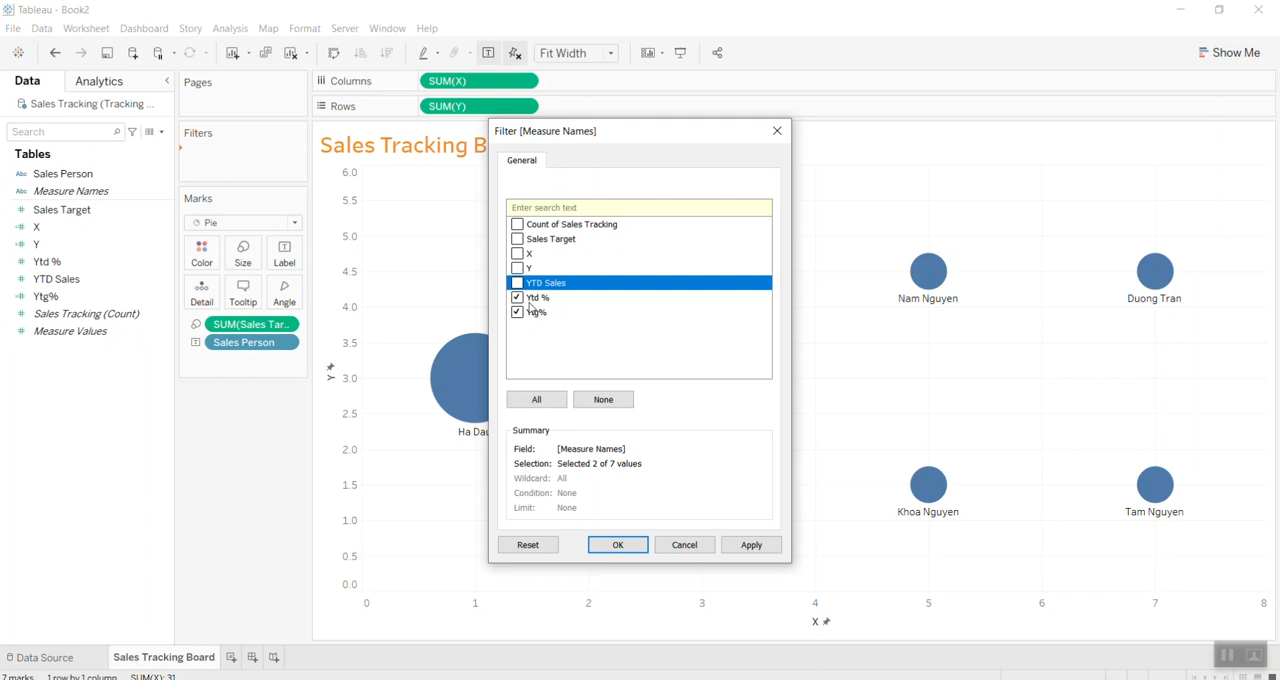 Tableau - Book2
File Data Worksheet Dashboard Story Analysis Map Format Server Window Help
Fit Width
Show Me
Data Analytics
Pages
Columns
SUM(X)
Sales Tracking (Tracking ...
Rows
SUM(Y)
Search
Filters
Tables
Abc Sales Person
Abc Measure Names
Sales Target
X
Y
Ytd %
YTD Sales
Ytg%
Sales Tracking (Count)
Measure Values
Marks
Pie
Color Size Label
Detail Tooltip Angle
SUM(Sales Tar..
Sales Person
Sales Tracking B
6.0
5.5
5.0
4.5
4.0
3.5
3.0
2.5
2.0
1.5
1.0
0.5
0.0
Y
0 1 2 3 4 5 6 7 8
X
Ha Dau
Nam Nguyen
Duong Tran
Khoa Nguyen
Tam Nguyen
Filter [Measure Names]
General
Enter search text
Count of Sales Tracking
Sales Target
X
Y
YTD Sales
Ytd %
Ytg%
All None
Summary
Field: [Measure Names]
Selection: Selected 2 of 7 values
Wildcard: All
Condition: None
Limit: None
Reset OK Cancel Apply
Data Source Sales Tracking Board
7 marks 1 row by 1 column SUM(X): 31